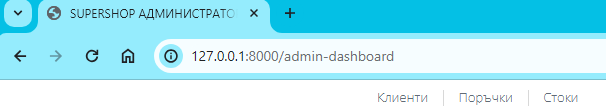 SUPERSHOP АДМИНИСТРАТО
127.0.0.1:8000/admin-dashboard
Клиенти Поръчки Стоки